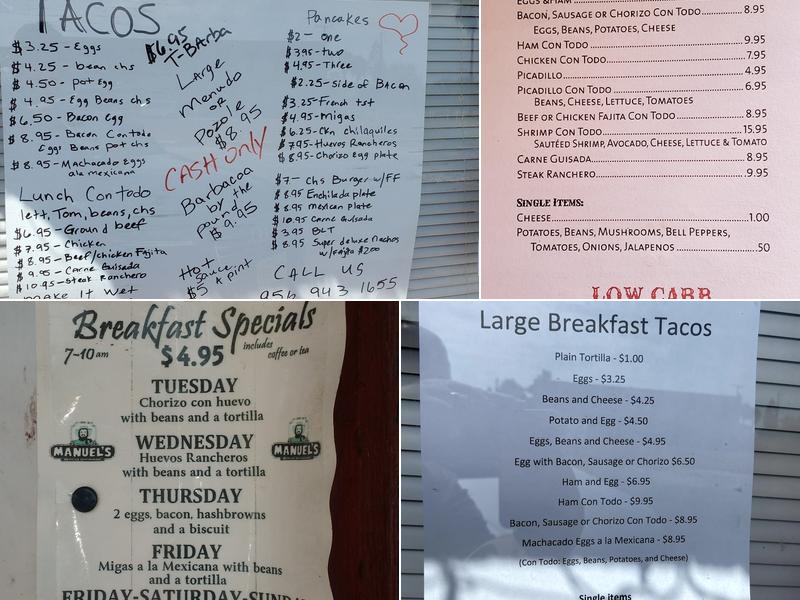 TACOS
$3.25 - Eggs
$4.25 - bean chs
$4.50 - pot Egg
$4.95 - Egg Beans chs
$6.50 - Bacon Egg
$8.95 - Bacon Contodo
Eggs Beans pot chs
$8.95 - Machacado Eggs
ala mexicana
Lunch Contodo
lett, Tom, beans, chs
$6.95 - Ground beef
$7.95 - Chicken
$8.95 - Beef/chicken Fajita
$9.95 - Carne Guisada
$10.95 - Steak Ranchero
make It wet
$6.95
T-Barba
Large
Menudo
or
Pozole
$8.95
CASH Only
Barbacoa
by the
pound
$9.95
Hot
sauce
$5 a pint
Pancakes
$2 - one
$3.95 - two
$4.95 - Three
$2.25 - Side of Bacon
$3.25 - French tst
$4.95 - migas
$6.25 - Ckn chilaquiles
$7.95 - Huevos Rancheros
$8.95 - Chorizo Egg plate
$7 - Chs Burger w/FF
$8.95 Enchilada plate
$8.95 Mexican plate
$10.95 Carne Guisada
$3.95 BLT
$8.95 Super deluxe Nachos
w/fajita $2.00
CALL US
956 943 1655
EGGS & HAM
BACON, SAUSAGE OR CHORIZO CON TODO 8.95
EGGS, BEANS, POTATOES, CHEESE
HAM CON TODO 9.95
CHICKEN CON TODO 7.95
PICADILLO 4.95
PICADILLO CON TODO 6.95
BEANS, CHEESE, LETTUCE, TOMATOES
BEEF OR CHICKEN FAJITA CON TODO 8.95
SHRIMP CON TODO 15.95
SAUTÉED SHRIMP, AVOCADO, CHEESE, LETTUCE & TOMATO
CARNE GUISADA 8.95
STEAK RANCHERO 9.95
SINGLE ITEMS:
CHEESE 1.00
POTATOES, BEANS, MUSHROOMS, BELL PEPPERS,
TOMATOES, ONIONS, JALAPENOS .50
LOW CARB
Breakfast Specials
7-10 am $4.95 includes
coffee or tea
TUESDAY
Chorizo con huevo
with beans and a tortilla
MANUEL'S
MANUEL'S
WEDNESDAY
Huevos Rancheros
with beans and a tortilla
THURSDAY
2 eggs, bacon, hashbrowns
and a biscuit
FRIDAY
Migas a la Mexicana with beans
and a tortilla
FRIDAY-SATURDAY-SUNDAY
Large Breakfast Tacos
Plain Tortilla - $1.00
Eggs - $3.25
Beans and Cheese - $4.25
Potato and Egg - $4.50
Eggs, Beans and Cheese - $4.95
Egg with Bacon, Sausage or Chorizo $6.50
Ham and Egg - $6.95
Ham Con Todo - $9.95
Bacon, Sausage or Chorizo Con Todo - $8.95
Machacado Eggs a la Mexicana - $8.95
(Con Todo: Eggs, Beans, Potatoes, and Cheese)
Single items